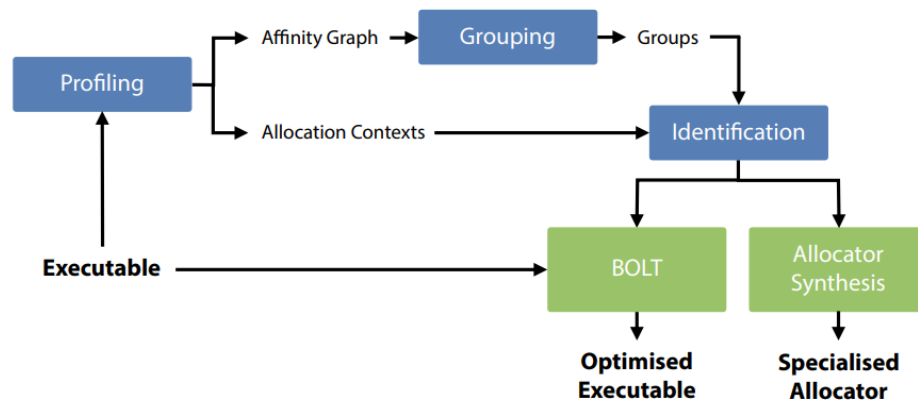 Affinity Graph
Grouping
Groups
Profiling
Allocation Contexts
Identification
Executable
BOLT
Allocator
Synthesis
Optimised
Executable
Specialised
Allocator